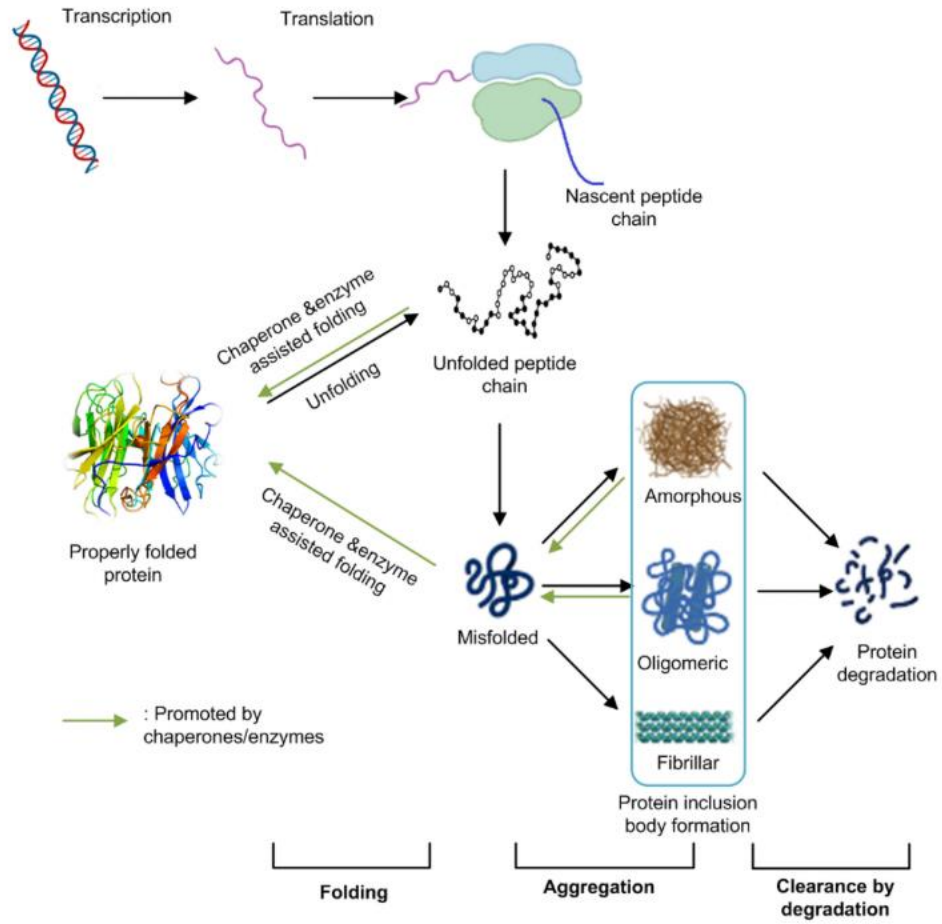 Transcription
Translation
Nascent peptide
chain
Chaperone &enzyme
assisted folding
Unfolding
Unfolded peptide
chain
Properly folded
protein
Chaperone &enzyme
assisted folding
Misfolded
Amorphous
Oligomeric
Fibrillar
Protein inclusion
body formation
Protein
degradation
: Promoted by
chaperones/enzymes
Folding
Aggregation
Clearance by
degradation